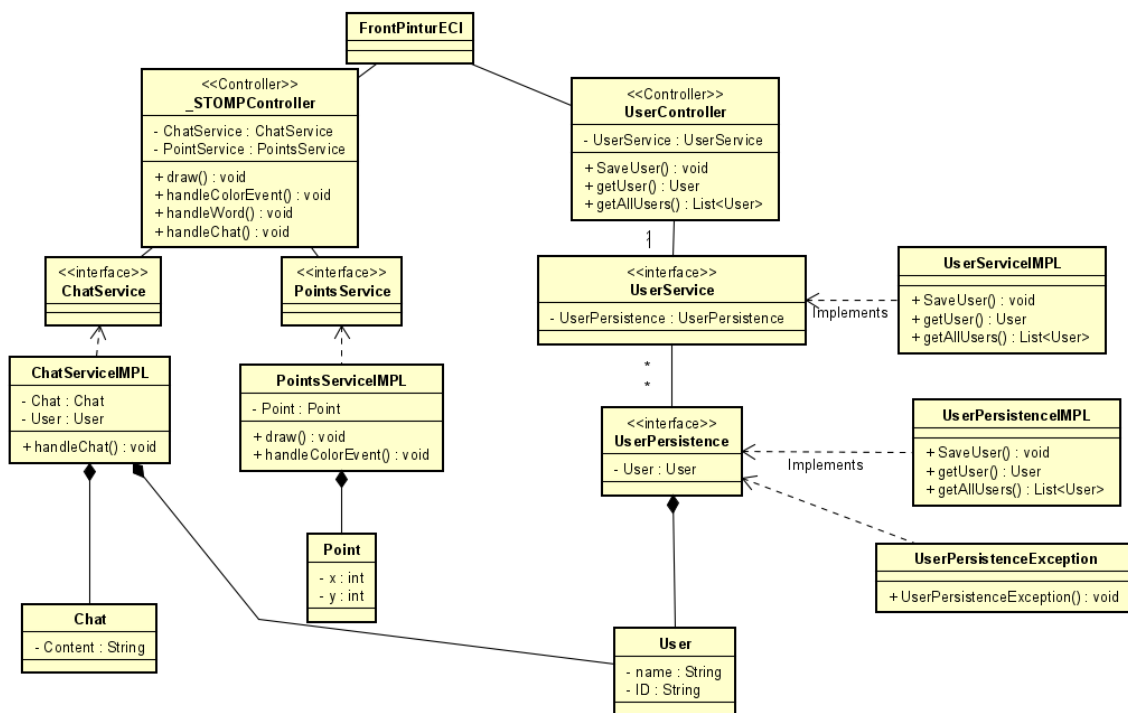 FrontPinturECI
<<Controller>>
_STOMPController
- ChatService : ChatService
- PointService : PointsService
+ draw() : void
+ handleColorEvent() : void
+ handleWord() : void
+ handleChat() : void
<<Controller>>
UserController
- UserService : UserService
+ SaveUser() : void
+ getUser() : User
+ getAllUsers() : List<User>
1
<<interface>>
ChatService
<<interface>>
PointsService
<<interface>>
UserService
- UserPersistence : UserPersistence
Implements
UserServiceIMPL
+ SaveUser() : void
+ getUser() : User
+ getAllUsers() : List<User>
*
*
ChatServiceIMPL
- Chat : Chat
- User : User
+ handleChat() : void
PointsServiceIMPL
- Point : Point
+ draw() : void
+ handleColorEvent() : void
<<interface>>
UserPersistence
- User : User
Implements
UserPersistenceIMPL
+ SaveUser() : void
+ getUser() : User
+ getAllUsers() : List<User>
UserPersistenceException
+ UserPersistenceException() : void
Point
- x : int
- y : int
Chat
- Content : String
User
- name : String
- ID : String